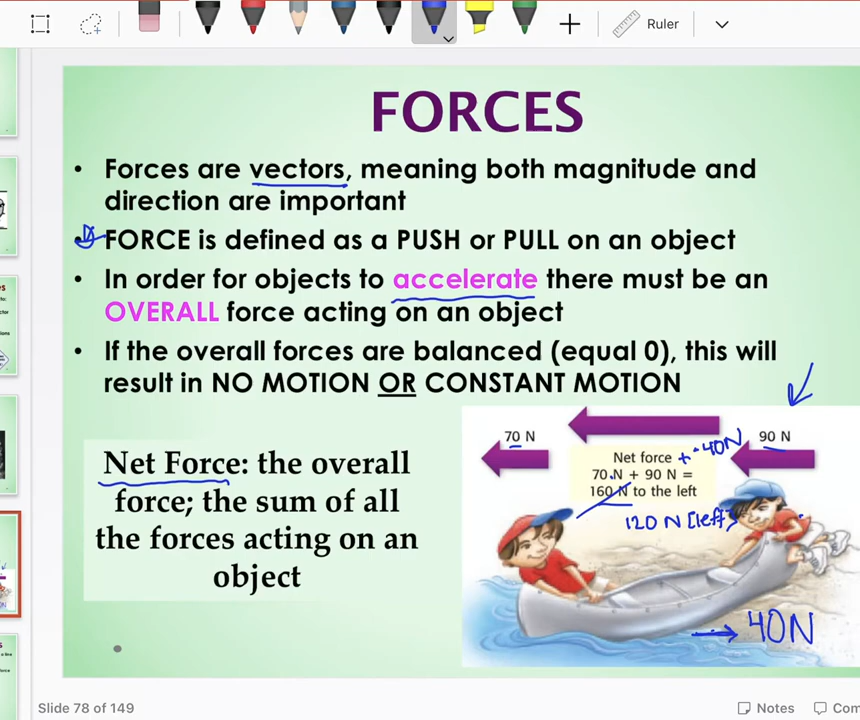 Ruler
FORCES
• Forces are vectors, meaning both magnitude and
direction are important
• FORCE is defined as a PUSH or PULL on an object
• In order for objects to accelerate there must be an
OVERALL force acting on an object
• If the overall forces are balanced (equal 0), this will
result in NO MOTION OR CONSTANT MOTION
Net Force: the overall
force; the sum of all
the forces acting on an
object
70 N
90 N
Net force + -40N
70 N + 90 N =
160 N to the left
120 N [left]
→ 40N
Slide 78 of 149
Notes
Com